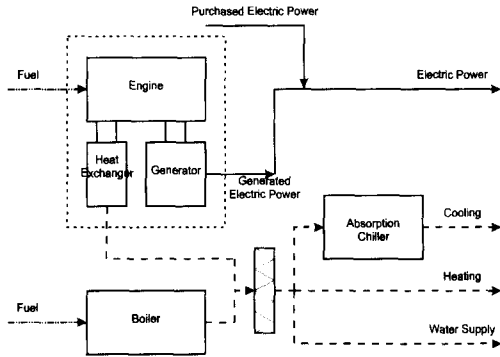 Purchased Electric Power
Fuel
Engine
Electric Power
Heat
Exchanger
Generator
Generated
Electric Power
Absorption
Chiller
Cooling
Heating
Fuel
Boiler
Water Supply